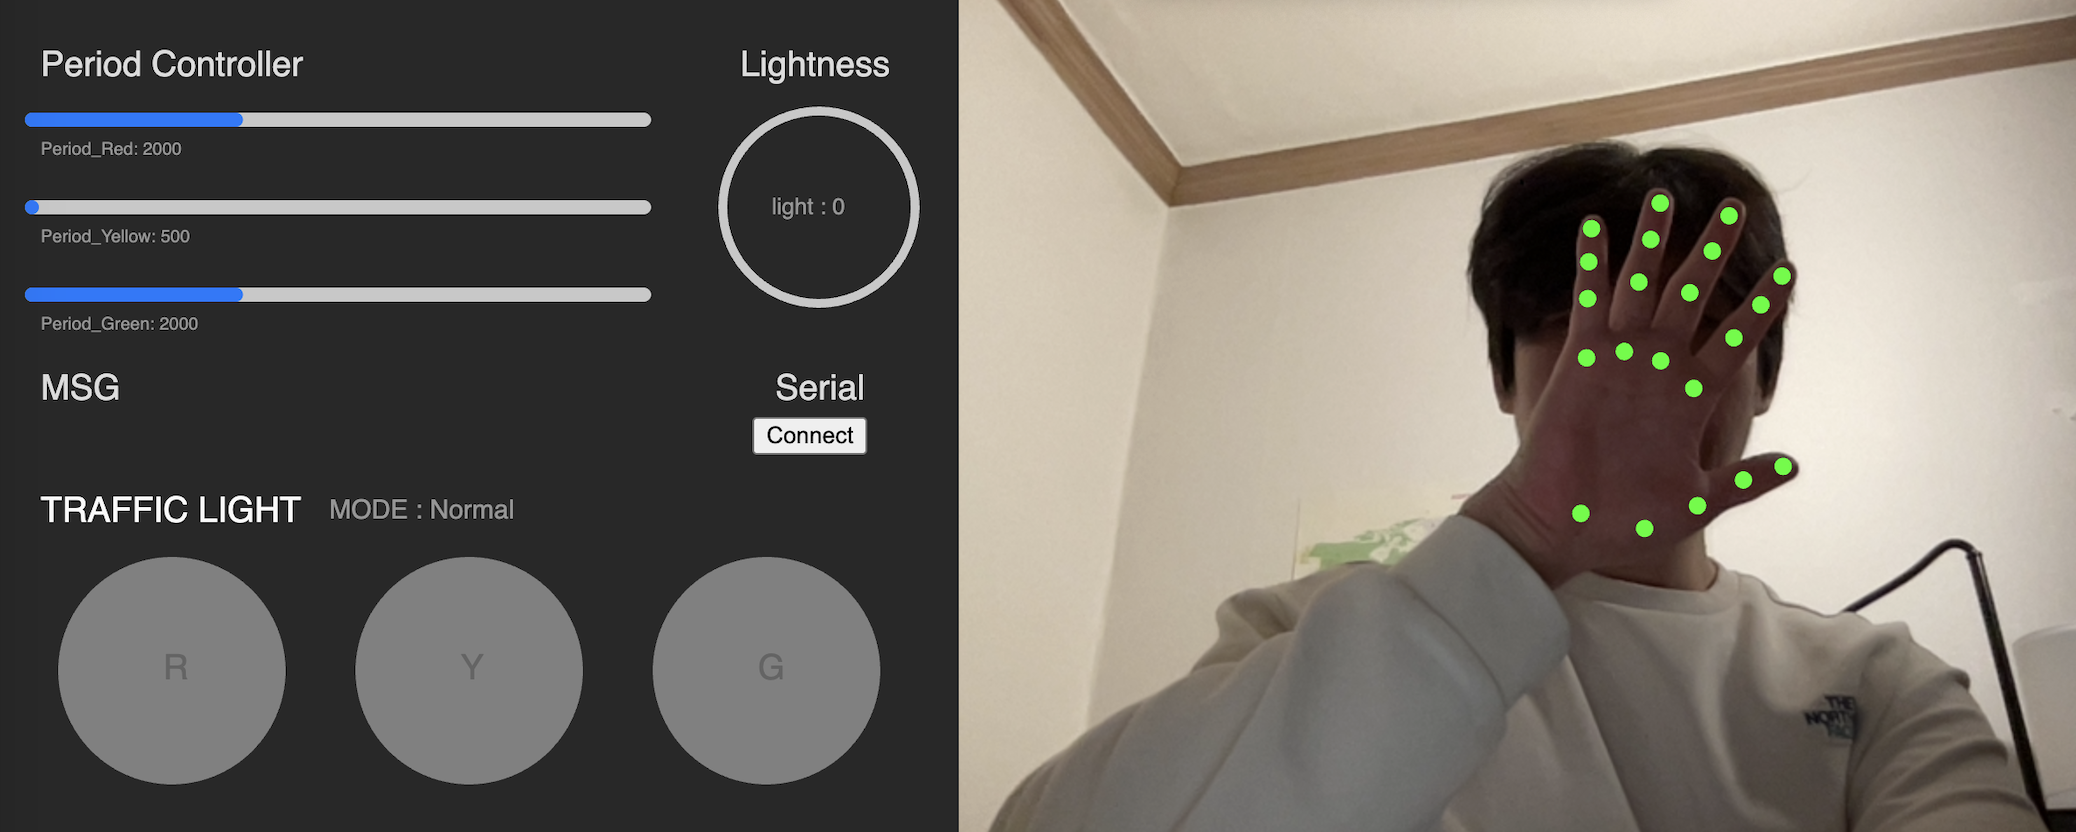 Period Controller
Period_Red: 2000
Period_Yellow: 500
Period_Green: 2000
Lightness
light : 0
MSG
Serial
Connect
TRAFFIC LIGHT MODE : Normal
R Y G
THE
NORTH
FACE